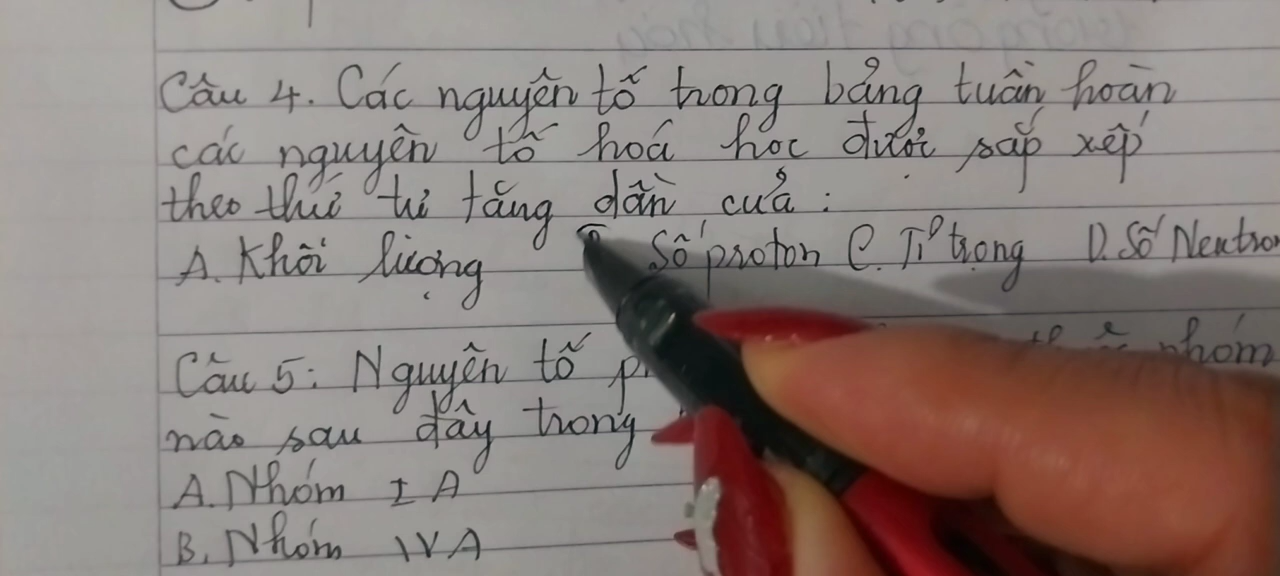 Câu 4. Các nguyên tố trong bảng tuần hoàn
các nguyên tố hoá học được sắp xếp
theo thứ tự tăng dần của :
A. Khối lượng Số proton C. Tỉ trọng D. Số Neutron
Câu 5: Nguyên tố nhóm
nào sau đây trong
A. Nhóm I A
B. Nhóm IVA